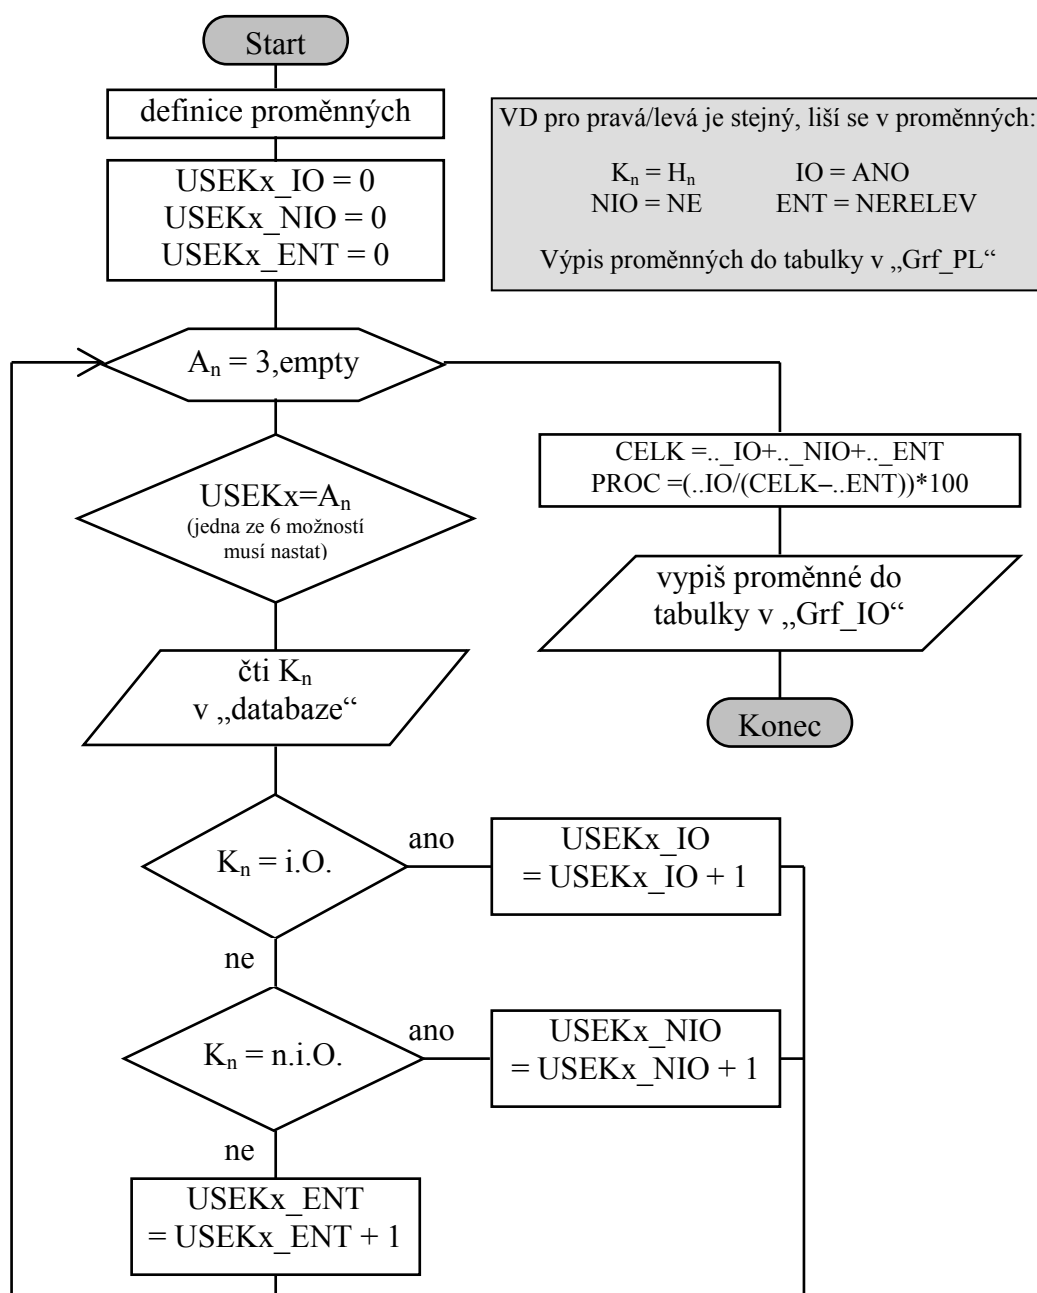 Start
definice proměnných
USEKx_IO = 0
USEKx_NIO = 0
USEKx_ENT = 0
VD pro pravá/levá je stejný, liší se v proměnných:
Kn = Hn IO = ANO
NIO = NE ENT = NERELEV
Výpis proměnných do tabulky v „Grf_PL“
An = 3,empty
USEKx=An
(jedna ze 6 možností
musí nastat)
CELK =.._IO+.._NIO+.._ENT
PROC =(..IO/(CELK–..ENT))*100
vypiš proměnné do
tabulky v „Grf_IO“
Konec
čti Kn
v „databaze“
Kn = i.O.
ano
USEKx_IO
= USEKx_IO + 1
ne
Kn = n.i.O.
ano
USEKx_NIO
= USEKx_NIO + 1
ne
USEKx_ENT
= USEKx_ENT + 1